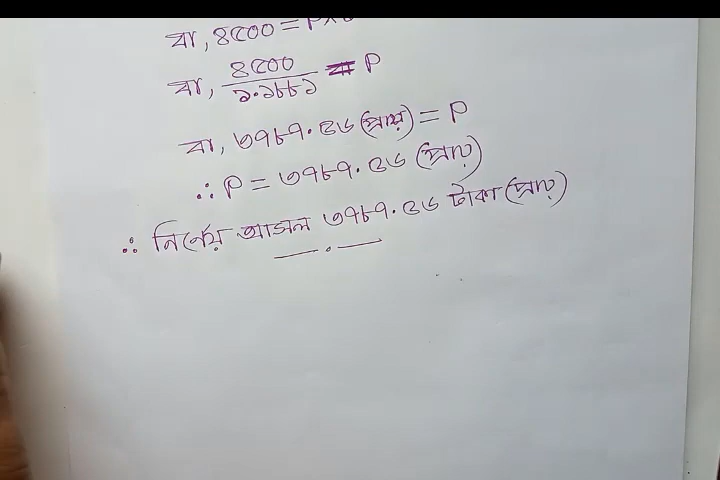 বা, ৪৫০০ = P×
বা, ৪৫০০/১.১৮৮১ = P
বা, ৩৭৮৭.৫৬ (প্রায়) = P
∴ P = ৩৭৮৭.৫৬ (প্রায়)
∴ নির্ণেয় আসল ৩৭৮৭.৫৬ টাকা (প্রায়)